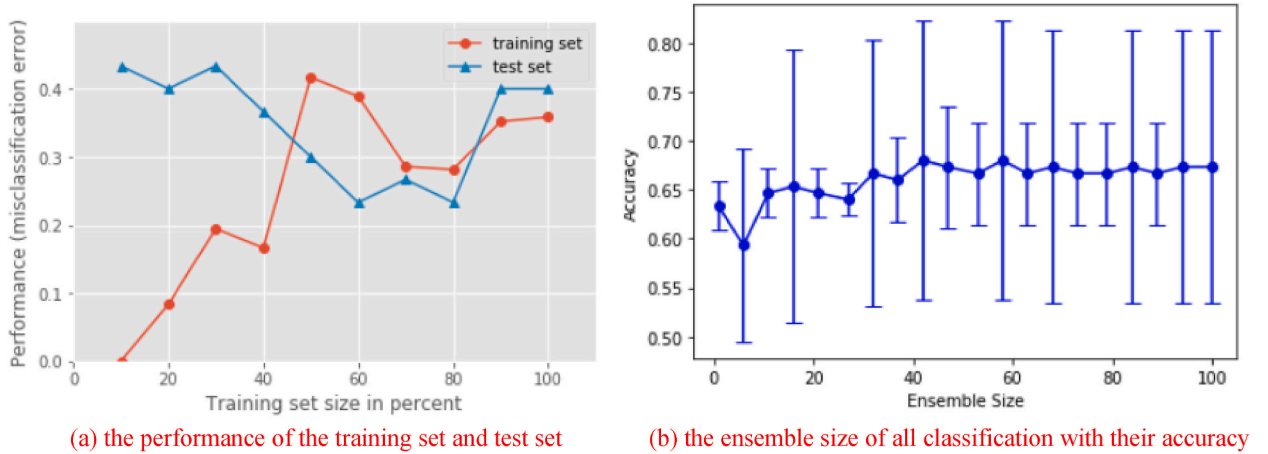 Performance (misclassification error)
0.4
0.3
0.2
0.1
0.0
training set
test set
0 20 40 60 80 100
Training set size in percent
(a) the performance of the training set and test set
Accuracy
0.80
0.75
0.70
0.65
0.60
0.55
0.50
0 20 40 60 80 100
Ensemble Size
(b) the ensemble size of all classification with their accuracy